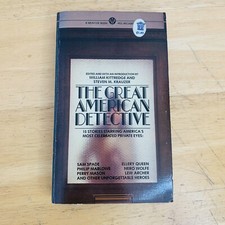 A MENTOR BOOK
EDITED AND WITH AN INTRODUCTION BY
WILLIAM KITTREDGE AND
STEVEN M. KRAUZER
THE GREAT
AMERICAN
DETECTIVE
15 STORIES STARRING AMERICA'S
MOST CELEBRATED PRIVATE EYES:
SAM SPADE
PHILIP MARLOWE
PERRY MASON
ELLERY QUEEN
NERO WOLFE
LEW ARCHER
AND OTHER UNFORGETTABLE HEROES